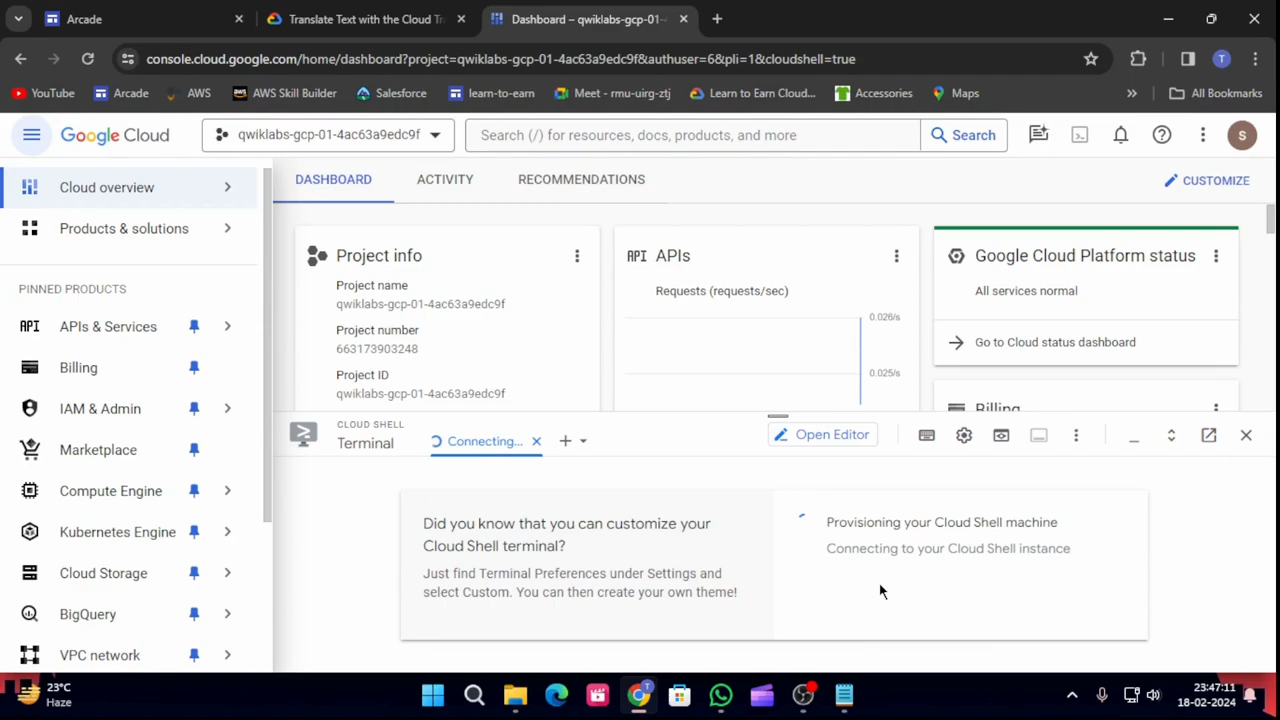 Arcade
Translate Text with the Cloud Tr
Dashboard – qwiklabs-gcp-01-
console.cloud.google.com/home/dashboard?project=qwiklabs-gcp-01-4ac63a9edc9f&authuser=6&pli=1&cloudshell=true
T
YouTube
Arcade
AWS
AWS Skill Builder
Salesforce
learn-to-earn
Meet - rmu-uirg-ztj
Learn to Earn Cloud...
Accessories
Maps
All Bookmarks
Google Cloud
qwiklabs-gcp-01-4ac63a9edc9f
Search (/) for resources, docs, products, and more
Search
S
Cloud overview
Products & solutions
PINNED PRODUCTS
APIs & Services
Billing
IAM & Admin
Marketplace
Compute Engine
Kubernetes Engine
Cloud Storage
BigQuery
VPC network
DASHBOARD
ACTIVITY
RECOMMENDATIONS
CUSTOMIZE
Project info
Project name
qwiklabs-gcp-01-4ac63a9edc9f
Project number
663173903248
Project ID
qwiklabs-gcp-01-4ac63a9edc9f
API APIs
Requests (requests/sec)
0.026/s
0.025/s
Google Cloud Platform status
All services normal
Go to Cloud status dashboard
Billing
CLOUD SHELL
Terminal
Connecting...
Open Editor
Did you know that you can customize your
Cloud Shell terminal?
Just find Terminal Preferences under Settings and
select Custom. You can then create your own theme!
Provisioning your Cloud Shell machine
Connecting to your Cloud Shell instance
23°C
Haze
23:47:11
18-02-2024